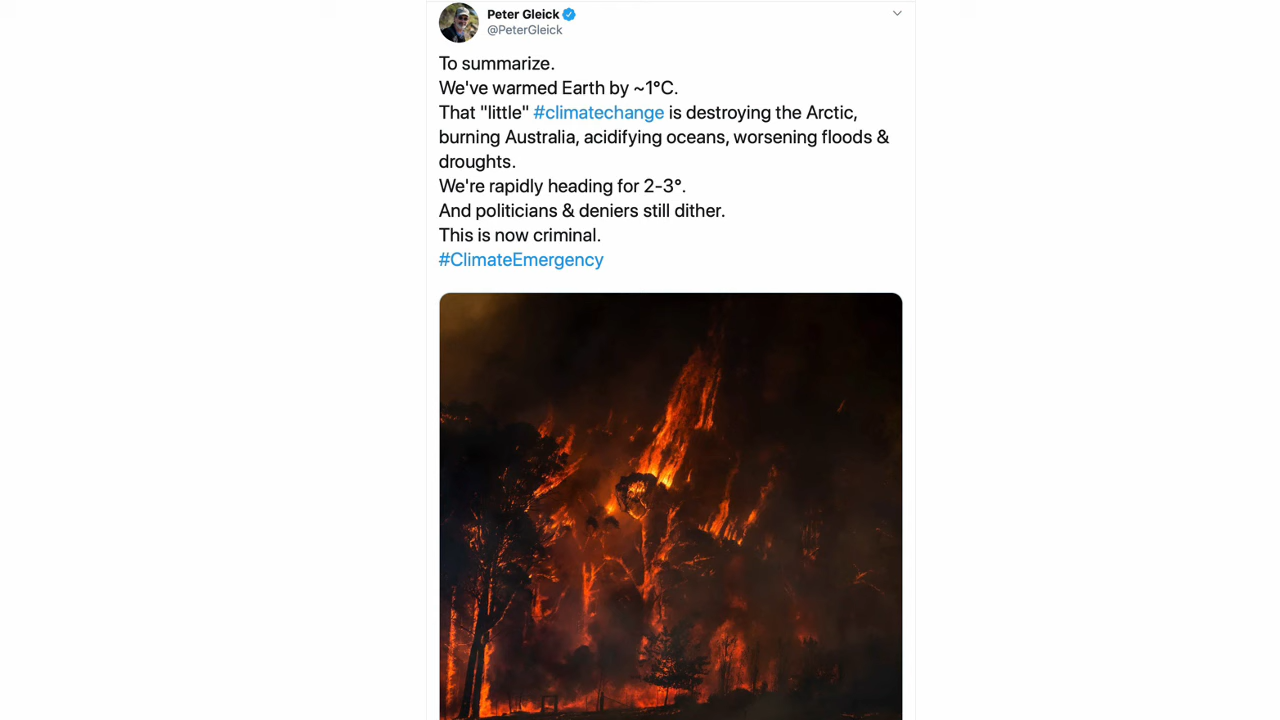 Peter Gleick
@PeterGleick
To summarize.
We've warmed Earth by ~1°C.
That "little" #climatechange is destroying the Arctic,
burning Australia, acidifying oceans, worsening floods &
droughts.
We're rapidly heading for 2-3°.
And politicians & deniers still dither.
This is now criminal.
#ClimateEmergency